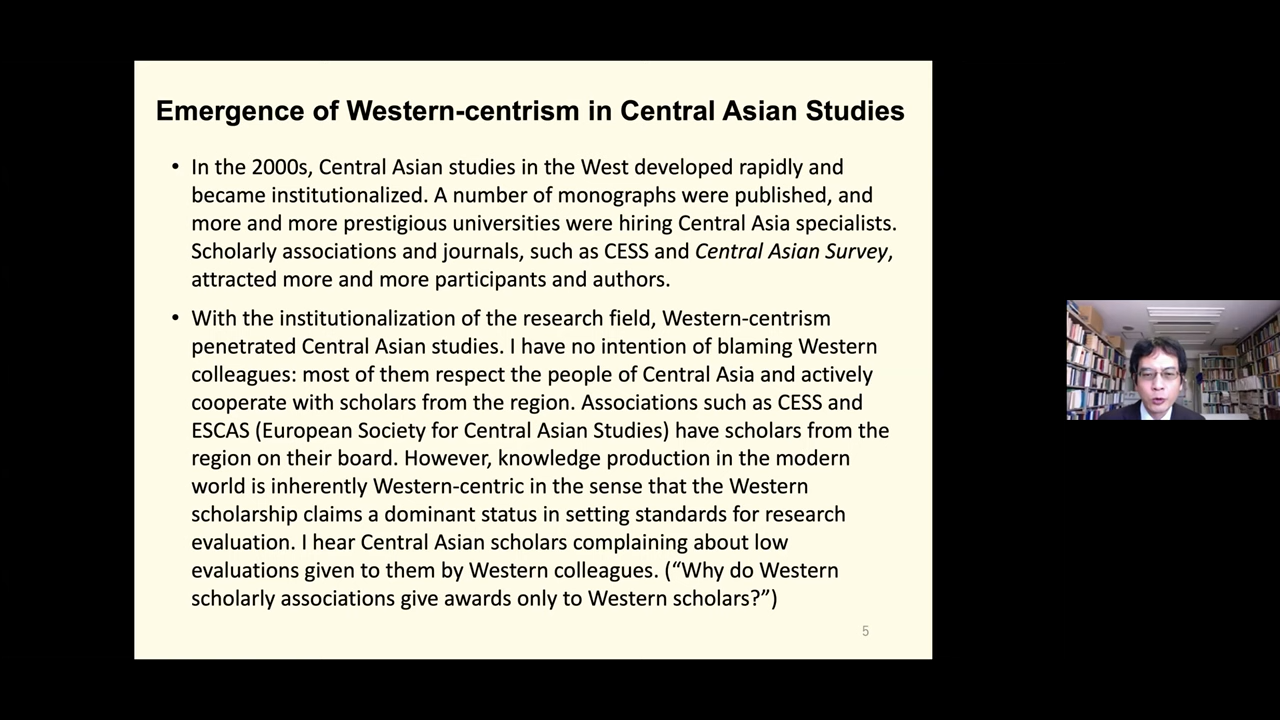 Emergence of Western-centrism in Central Asian Studies
• In the 2000s, Central Asian studies in the West developed rapidly and
became institutionalized. A number of monographs were published, and
more and more prestigious universities were hiring Central Asia specialists.
Scholarly associations and journals, such as CESS and Central Asian Survey,
attracted more and more participants and authors.
• With the institutionalization of the research field, Western-centrism
penetrated Central Asian studies. I have no intention of blaming Western
colleagues: most of them respect the people of Central Asia and actively
cooperate with scholars from the region. Associations such as CESS and
ESCAS (European Society for Central Asian Studies) have scholars from the
region on their board. However, knowledge production in the modern
world is inherently Western-centric in the sense that the Western
scholarship claims a dominant status in setting standards for research
evaluation. I hear Central Asian scholars complaining about low
evaluations given to them by Western colleagues. (“Why do Western
scholarly associations give awards only to Western scholars?”)
5